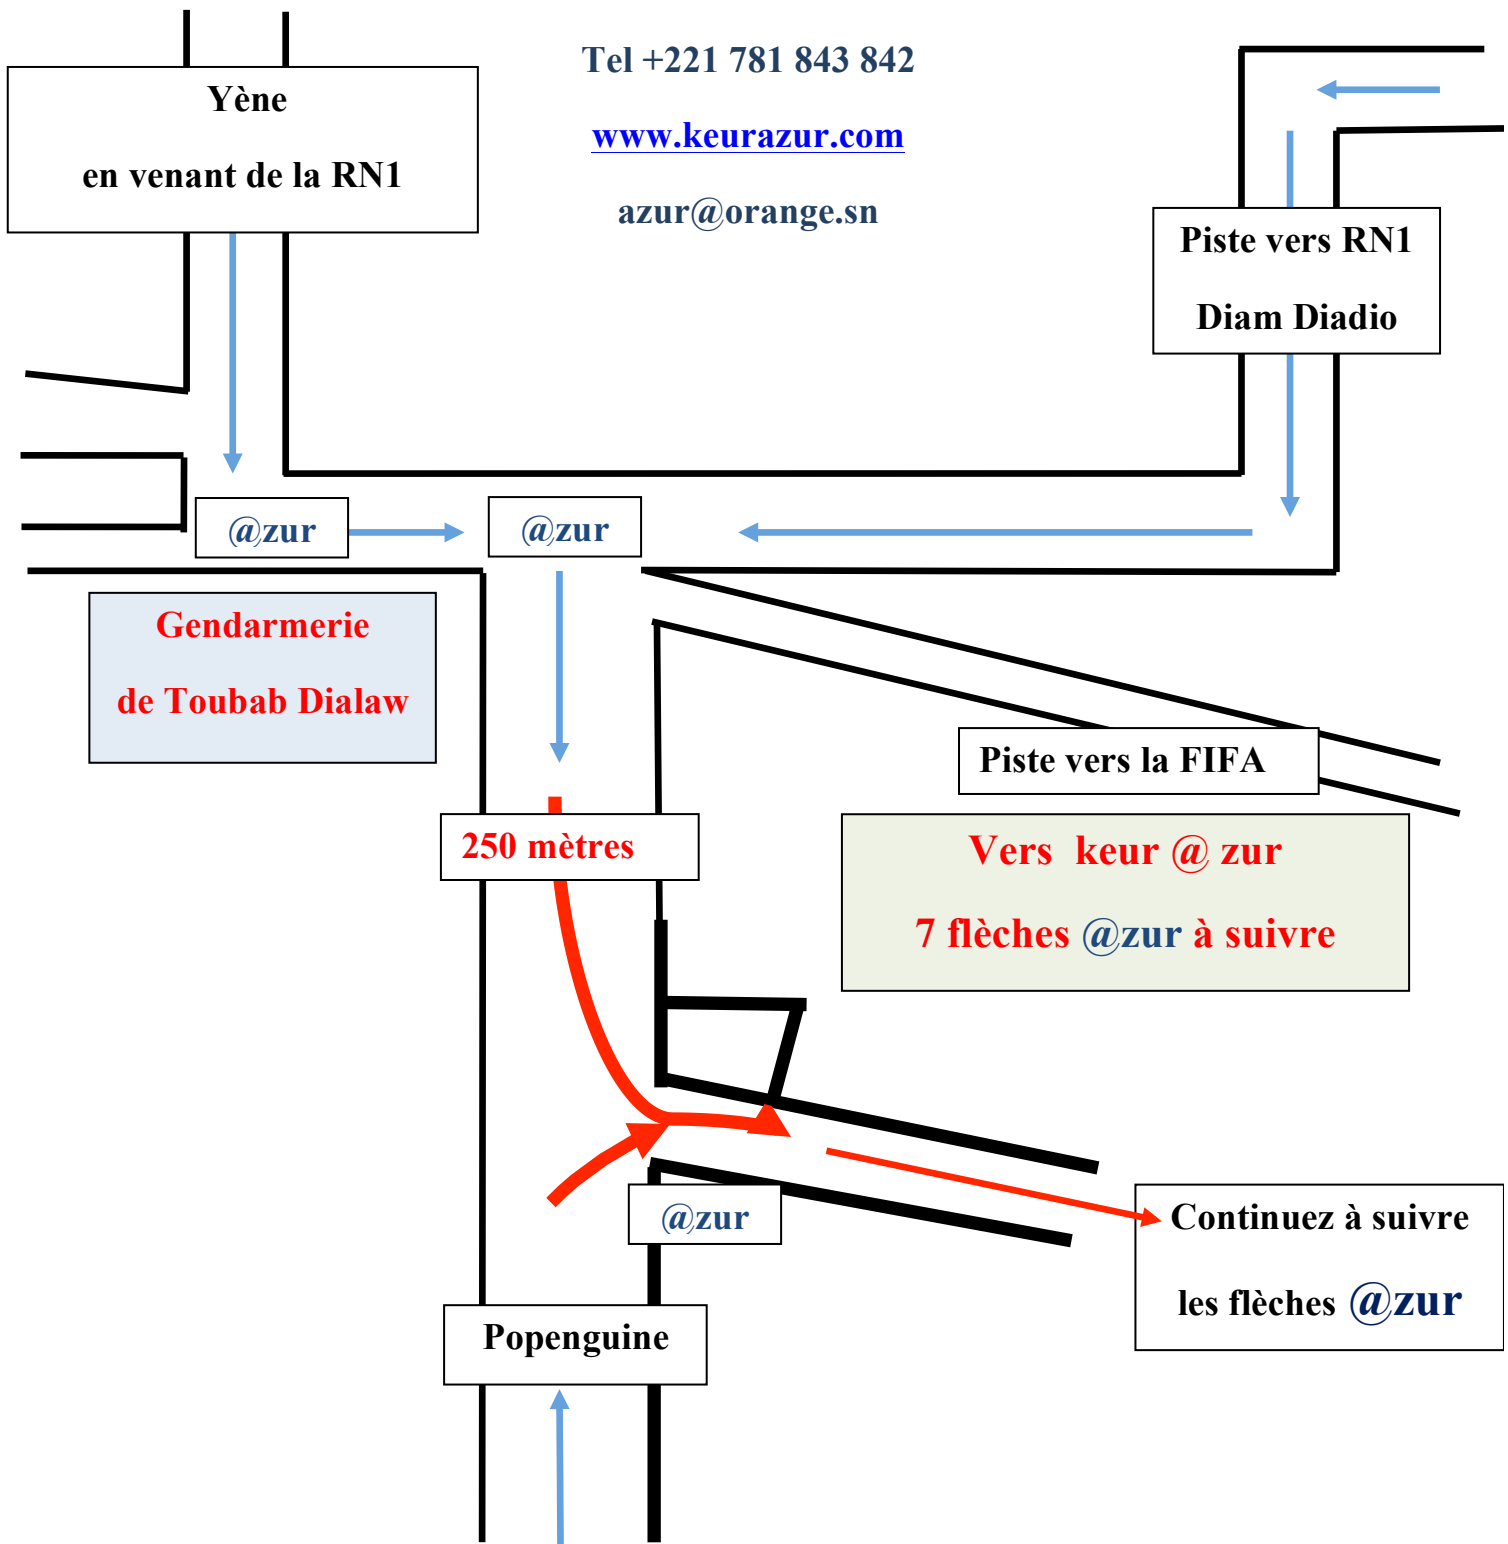 Tel +221 781 843 842
www.keurazur.com
azur@orange.sn
Yène
en venant de la RN1
Piste vers RN1
Diam Diadio
@zur
@zur
Gendarmerie
de Toubab Dialaw
Piste vers la FIFA
250 mètres
Vers keur @ zur
7 flèches @zur à suivre
@zur
Continuez à suivre
les flèches @zur
Popenguine